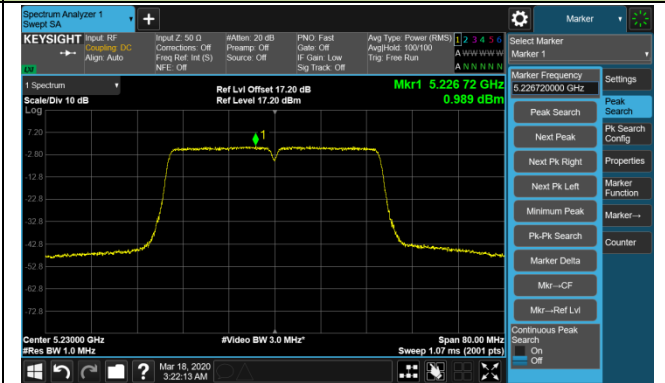 Spectrum Analyzer 1
Swept SA
+
Marker
KEYSIGHT
Input: RF
Coupling: DC
Align: Auto
Input Z: 50 Ω
Corrections: Off
Freq Ref: Int (S)
NFE: Off
#Atten: 20 dB
Preamp: Off
Source: Off
PNO: Fast
Gate: Off
IF Gain: Low
Sig Track: Off
Avg Type: Power (RMS)
Avg|Hold: 100/100
Trig: Free Run
1 2 3 4 5 6
A W W W W W
A N N N N N
LXI
Select Marker
Marker 1
1 Spectrum
Scale/Div 10 dB
Ref Lvl Offset 17.20 dB
Ref Level 17.20 dBm
Mkr1 5.226 72 GHz
0.989 dBm
Log
7.20
-2.80
-12.8
-22.8
-32.8
-42.8
-52.8
-62.8
-72.8
1
Center 5.23000 GHz
#Res BW 1.0 MHz
#Video BW 3.0 MHz*
Span 80.00 MHz
Sweep 1.07 ms (2001 pts)
Marker Frequency
5.226720000 GHz
Peak Search
Next Peak
Next Pk Right
Next Pk Left
Minimum Peak
Pk-Pk Search
Marker Delta
Mkr→CF
Mkr→Ref Lvl
Continuous Peak
Search
On
Off
Settings
Peak
Search
Pk Search
Config
Properties
Marker
Function
Marker→
Counter
?
Mar 18, 2020
3:22:13 AM